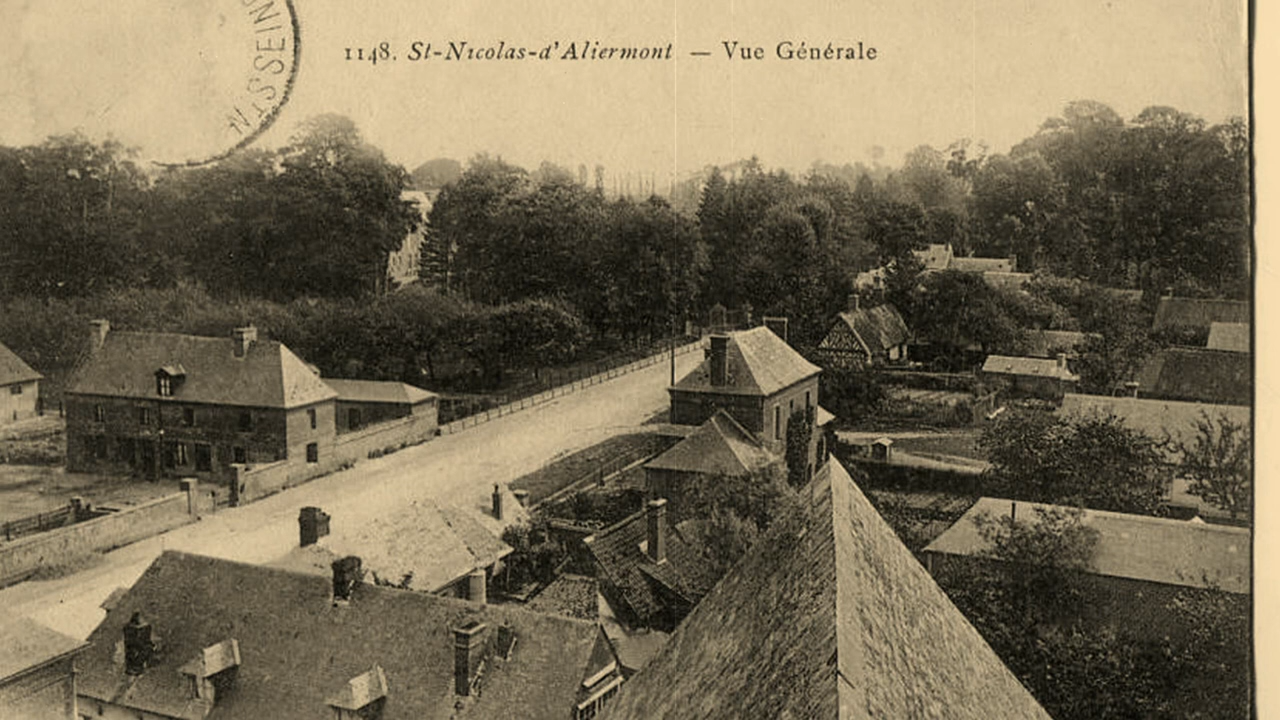 1148. St-Nicolas-d'Aliermont — Vue Générale